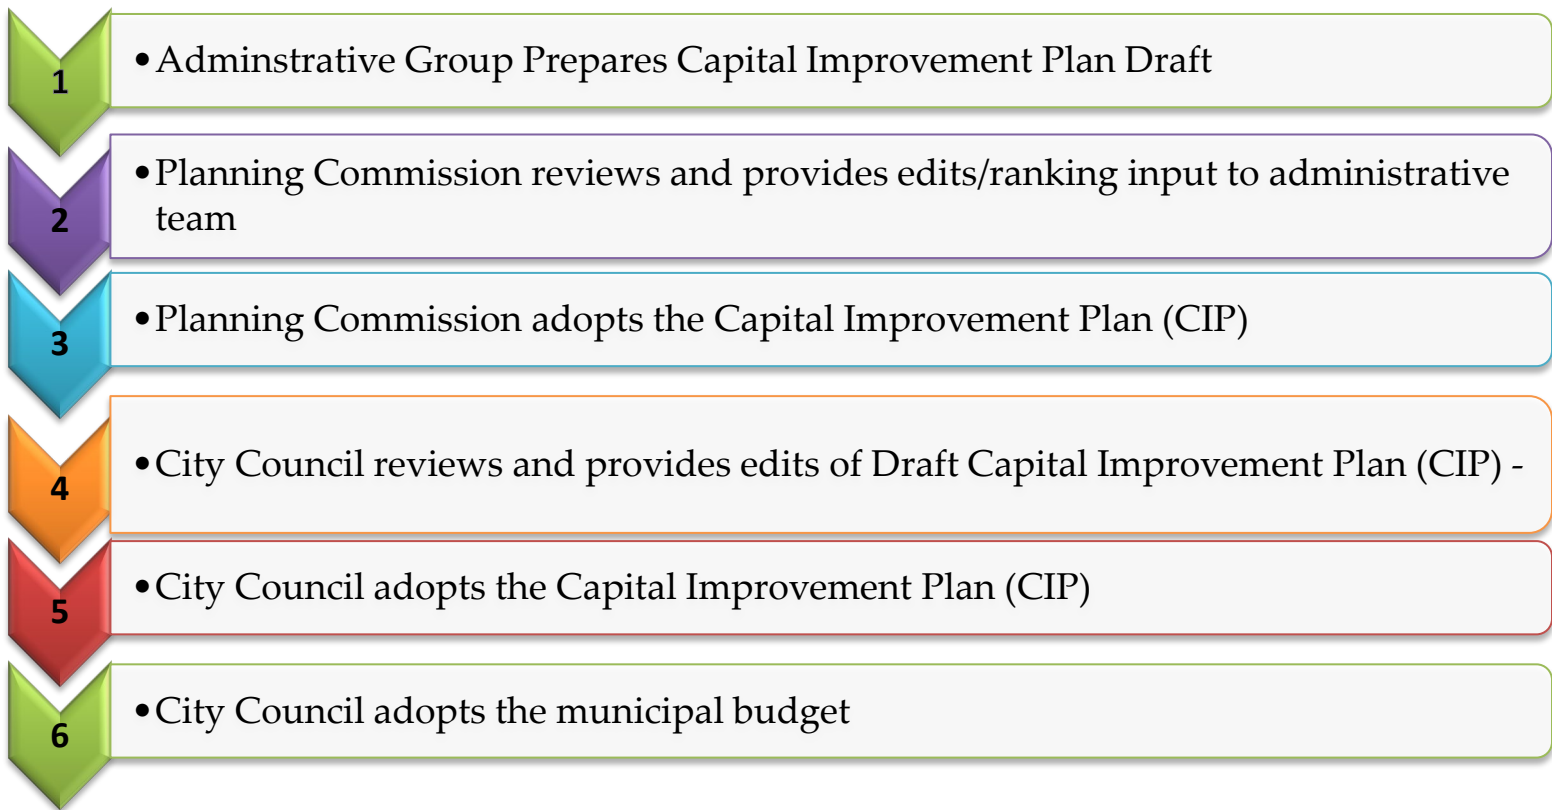 1
•Adminstrative Group Prepares Capital Improvement Plan Draft
2
•Planning Commission reviews and provides edits/ranking input to administrative
team
3
•Planning Commission adopts the Capital Improvement Plan (CIP)
4
•City Council reviews and provides edits of Draft Capital Improvement Plan (CIP) -
5
•City Council adopts the Capital Improvement Plan (CIP)
6
•City Council adopts the municipal budget